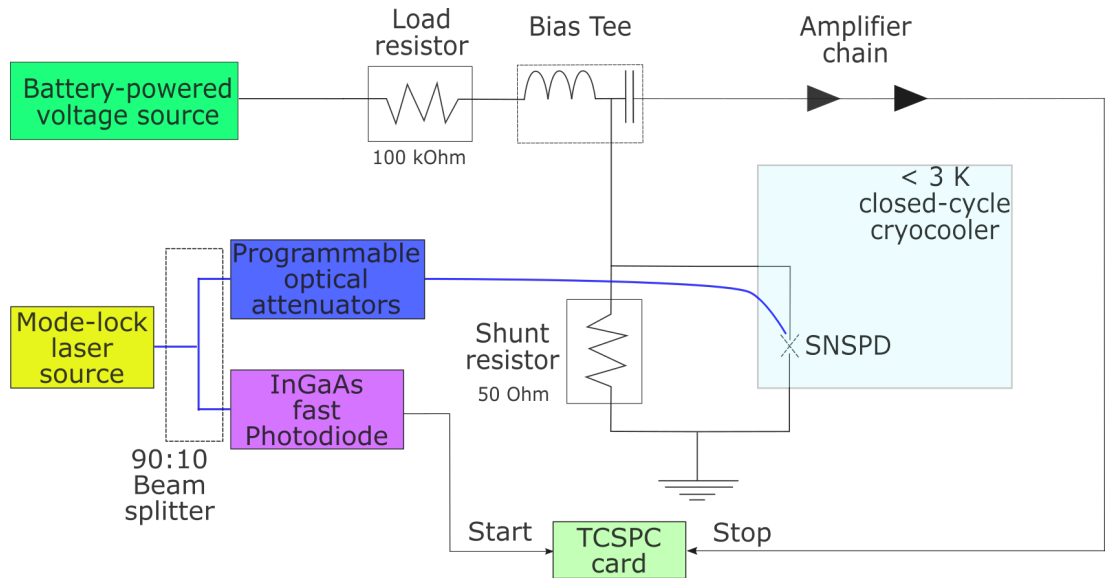 Load
resistor
Bias Tee
Amplifier
chain
Battery-powered
voltage source
100 kOhm
< 3 K
closed-cycle
cryocooler
Programmable
optical
attenuators
Mode-lock
laser
source
Shunt
resistor
50 Ohm
SNSPD
InGaAs
fast
Photodiode
90:10
Beam
splitter
Start
TCSPC
card
Stop